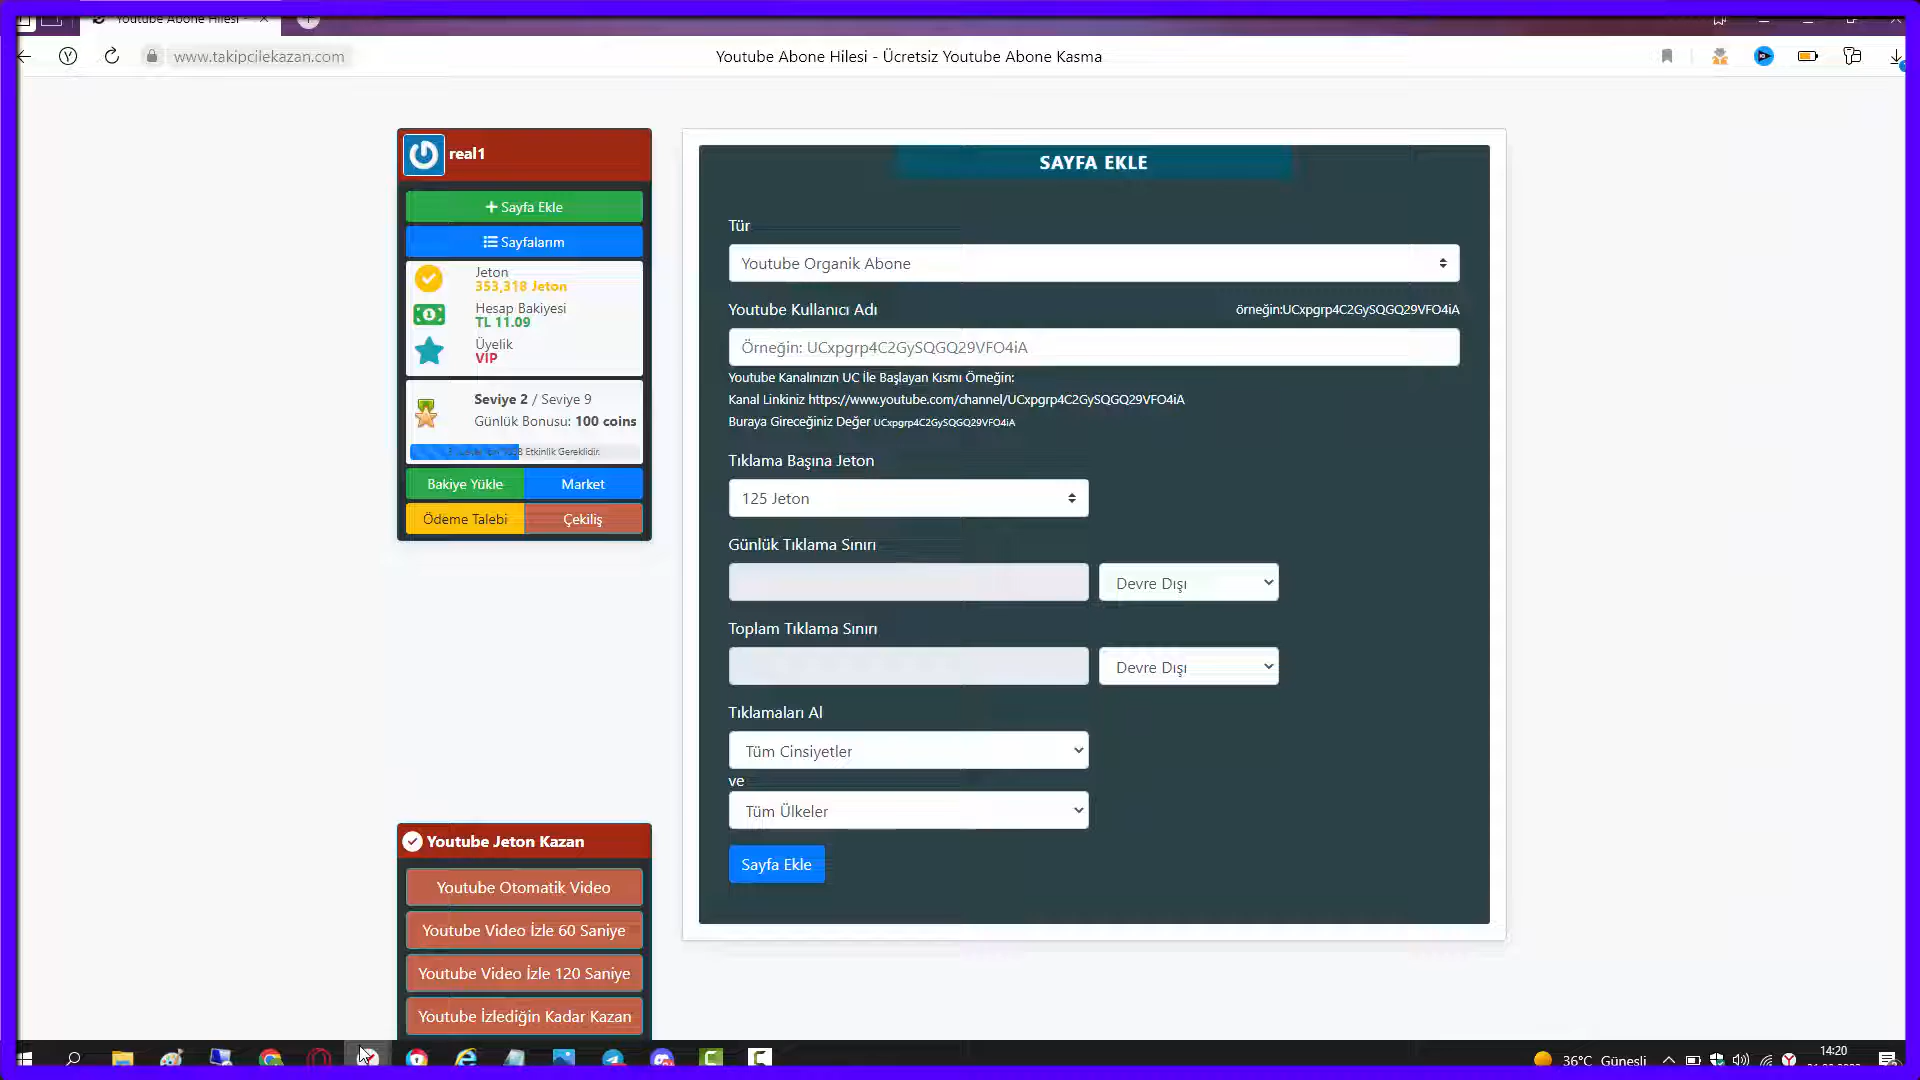 Youtube Abone Hilesi -
www.takipcilekazan.com
Youtube Abone Hilesi - Ücretsiz Youtube Abone Kasma
real1
Sayfa Ekle
Sayfalarım
Jeton
353,318 Jeton
Hesap Bakiyesi
TL 11.09
Üyelik
VİP
Seviye 2 / Seviye 9
Günlük Bonusu: 100 coins
Etkinlik Gereklidir.
Bakiye Yükle
Market
Ödeme Talebi
Çekiliş
Youtube Jeton Kazan
Youtube Otomatik Video
Youtube Video İzle 60 Saniye
Youtube Video İzle 120 Saniye
Youtube İzlediğin Kadar Kazan
SAYFA EKLE
Tür
Youtube Organik Abone
Youtube Kullanıcı Adı
örneğin:UCxpgrp4C2GySQGQ29VFO4iA
Örneğin: UCxpgrp4C2GySQGQ29VFO4iA
Youtube Kanalınızın UC İle Başlayan Kısmı Örneğin:
Kanal Linkiniz https://www.youtube.com/channel/UCxpgrp4C2GySQGQ29VFO4iA
Buraya Gireceğiniz Değer UCxpgrp4C2GySQGQ29VFO4iA
Tıklama Başına Jeton
125 Jeton
Günlük Tıklama Sınırı
Devre Dışı
Toplam Tıklama Sınırı
Devre Dışı
Tıklamaları Al
Tüm Cinsiyetler
ve
Tüm Ülkeler
Sayfa Ekle
36°C Güneşli
14:20